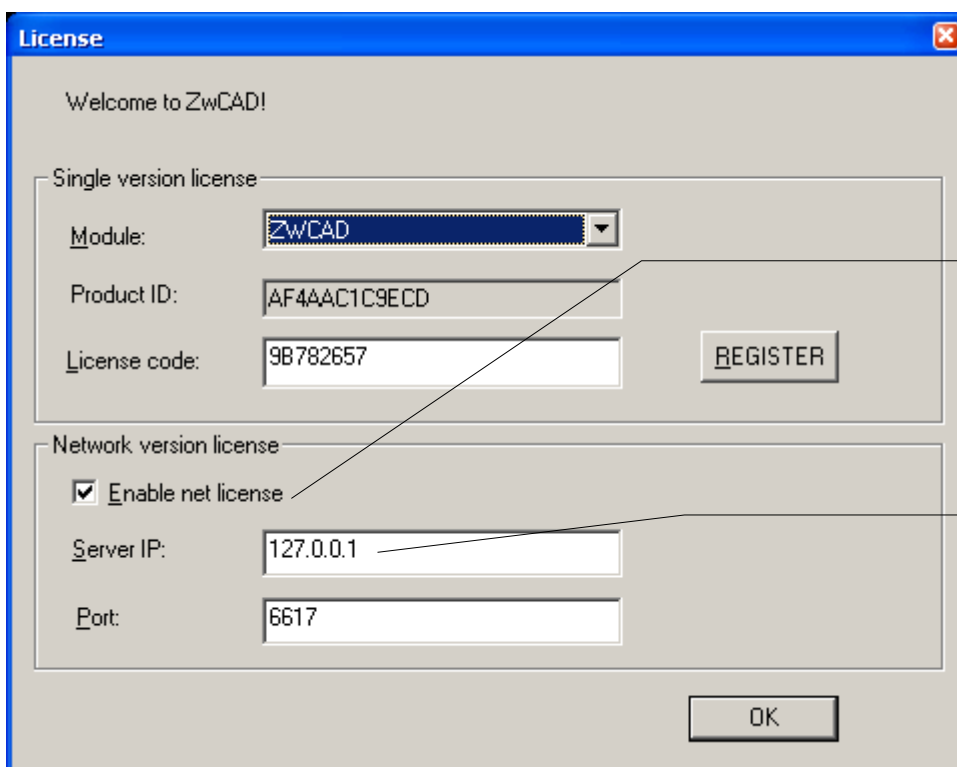 License
Welcome to ZwCAD!
Single version license
Module: ZWCAD
Product ID: AF4AAC1C9ECD
License code: 9B782657 REGISTER
Network version license
Enable net license
Server IP: 127.0.0.1
Port: 6617
OK